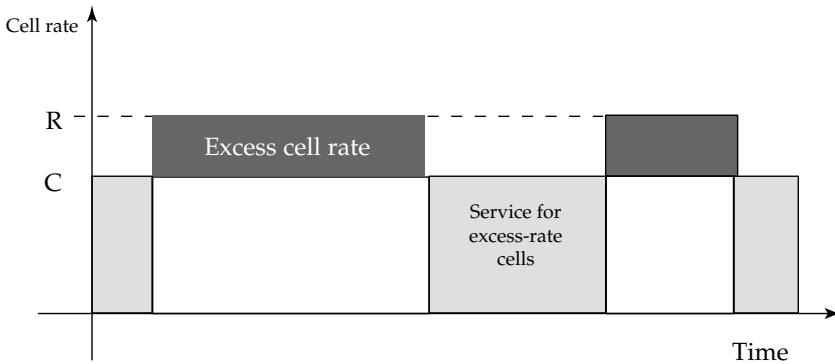 Cell rate
R
Excess cell rate
C
Service for
excess-rate
cells
Time